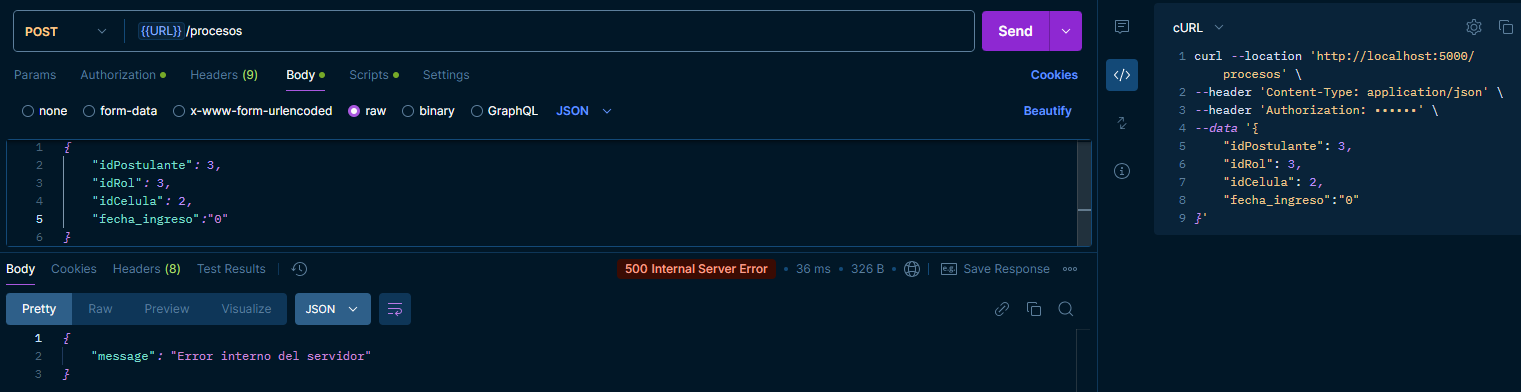 POST
{{URL}}/procesos
Send
Params Authorization Headers (9) Body Scripts Settings
Cookies
none form-data x-www-form-urlencoded raw binary GraphQL JSON
Beautify
1 {
2 "idPostulante": 3,
3 "idRol": 3,
4 "idCelula": 2,
5 "fecha_ingreso":"0"
6 }
Body Cookies Headers (8) Test Results
500 Internal Server Error • 36 ms • 326 B
e.g. Save Response
Pretty Raw Preview Visualize JSON
1 {
2 "message": "Error interno del servidor"
3 }
cURL
1 curl --location 'http://localhost:5000/
procesos' \
2 --header 'Content-Type: application/json' \
3 --header 'Authorization: ••••••' \
4 --data '{
5 "idPostulante": 3,
6 "idRol": 3,
7 "idCelula": 2,
8 "fecha_ingreso":"0"
9 }'